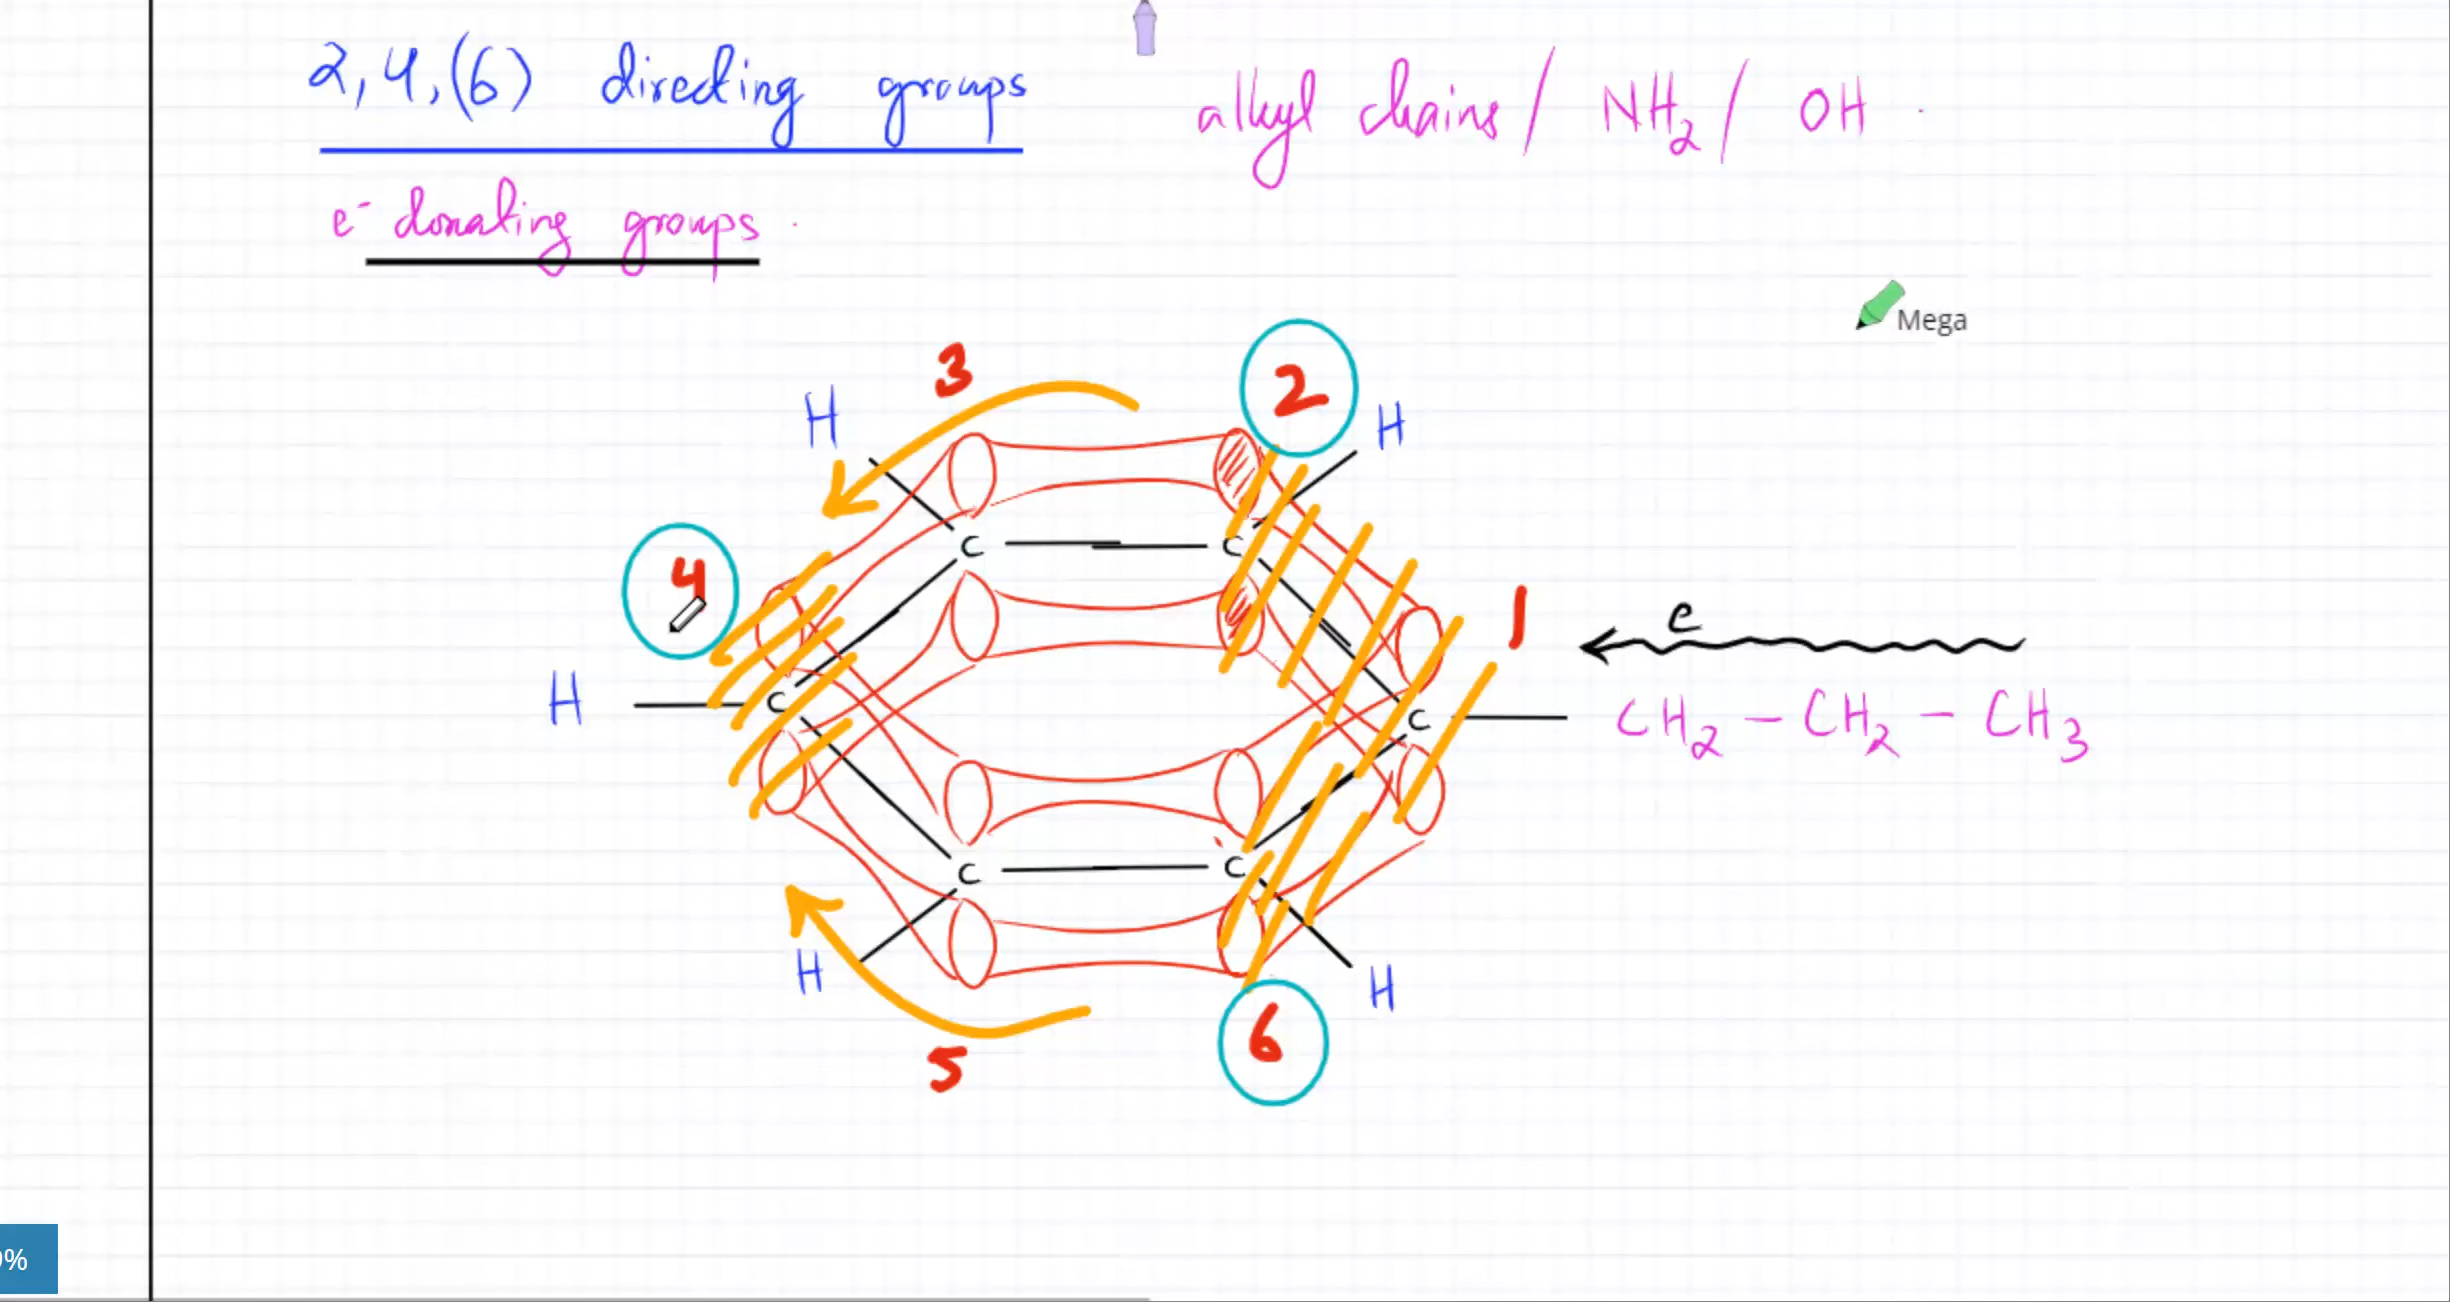 2,4,(6) directing groups
alkyl chains / NH2 / OH
e- donating groups
Mega
3
2
H
H
C
C
4
1
e
H
C
C
CH2 - CH2 - CH3
C
C
H
H
5
6
9%